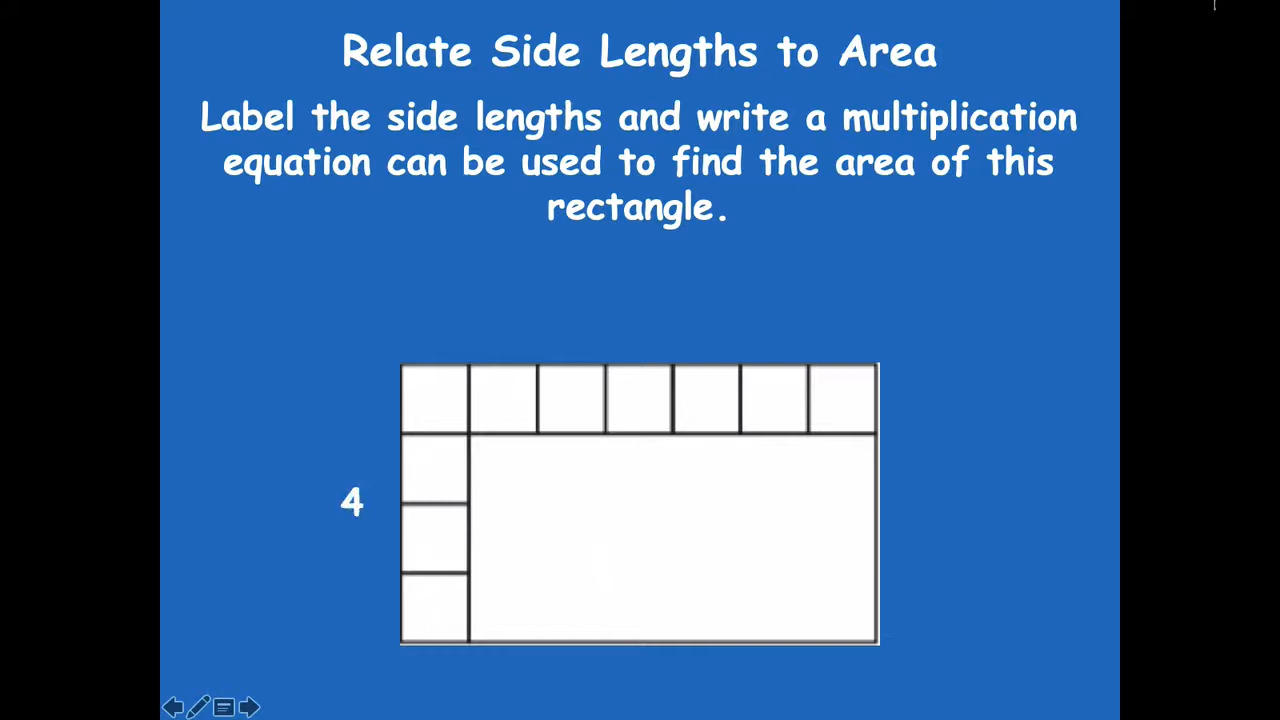 Relate Side Lengths to Area
Label the side lengths and write a multiplication
equation can be used to find the area of this
rectangle.
4